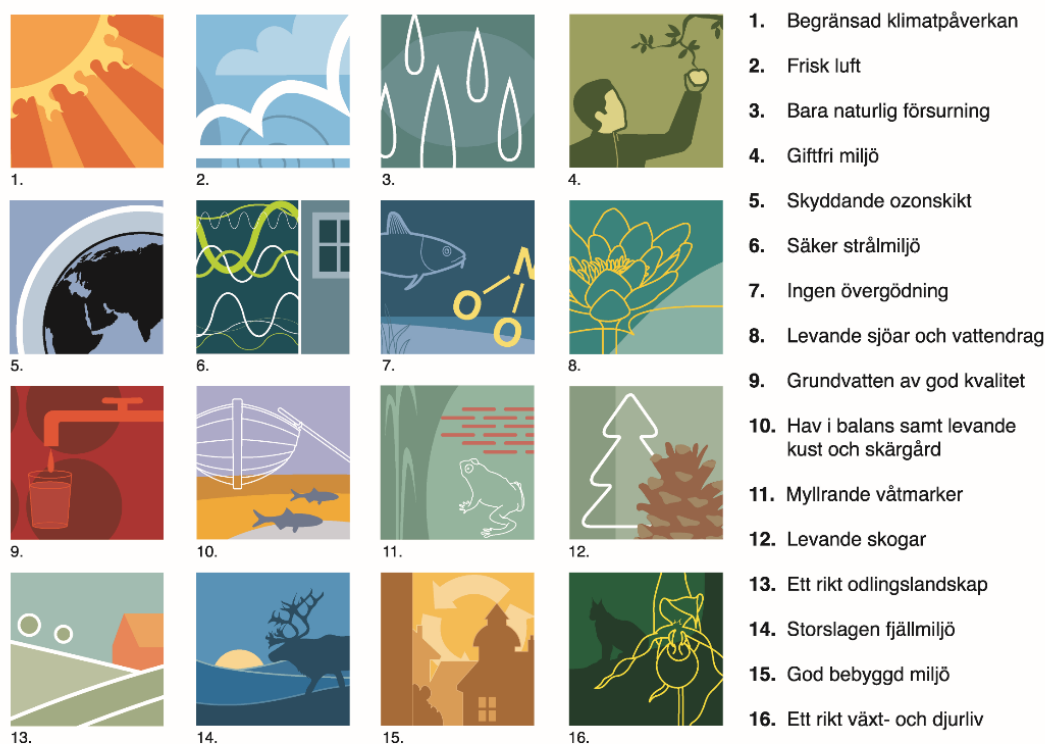 1.
2.
3.
4.
5.
6.
O
N
O
7.
8.
9.
10.
11.
12.
13.
14.
15.
16.
1. Begränsad klimatpåverkan
2. Frisk luft
3. Bara naturlig försurning
4. Giftfri miljö
5. Skyddande ozonskikt
6. Säker strålmiljö
7. Ingen övergödning
8. Levande sjöar och vattendrag
9. Grundvatten av god kvalitet
10. Hav i balans samt levande
kust och skärgård
11. Myllrande våtmarker
12. Levande skogar
13. Ett rikt odlingslandskap
14. Storslagen fjällmiljö
15. God bebyggd miljö
16. Ett rikt växt- och djurliv